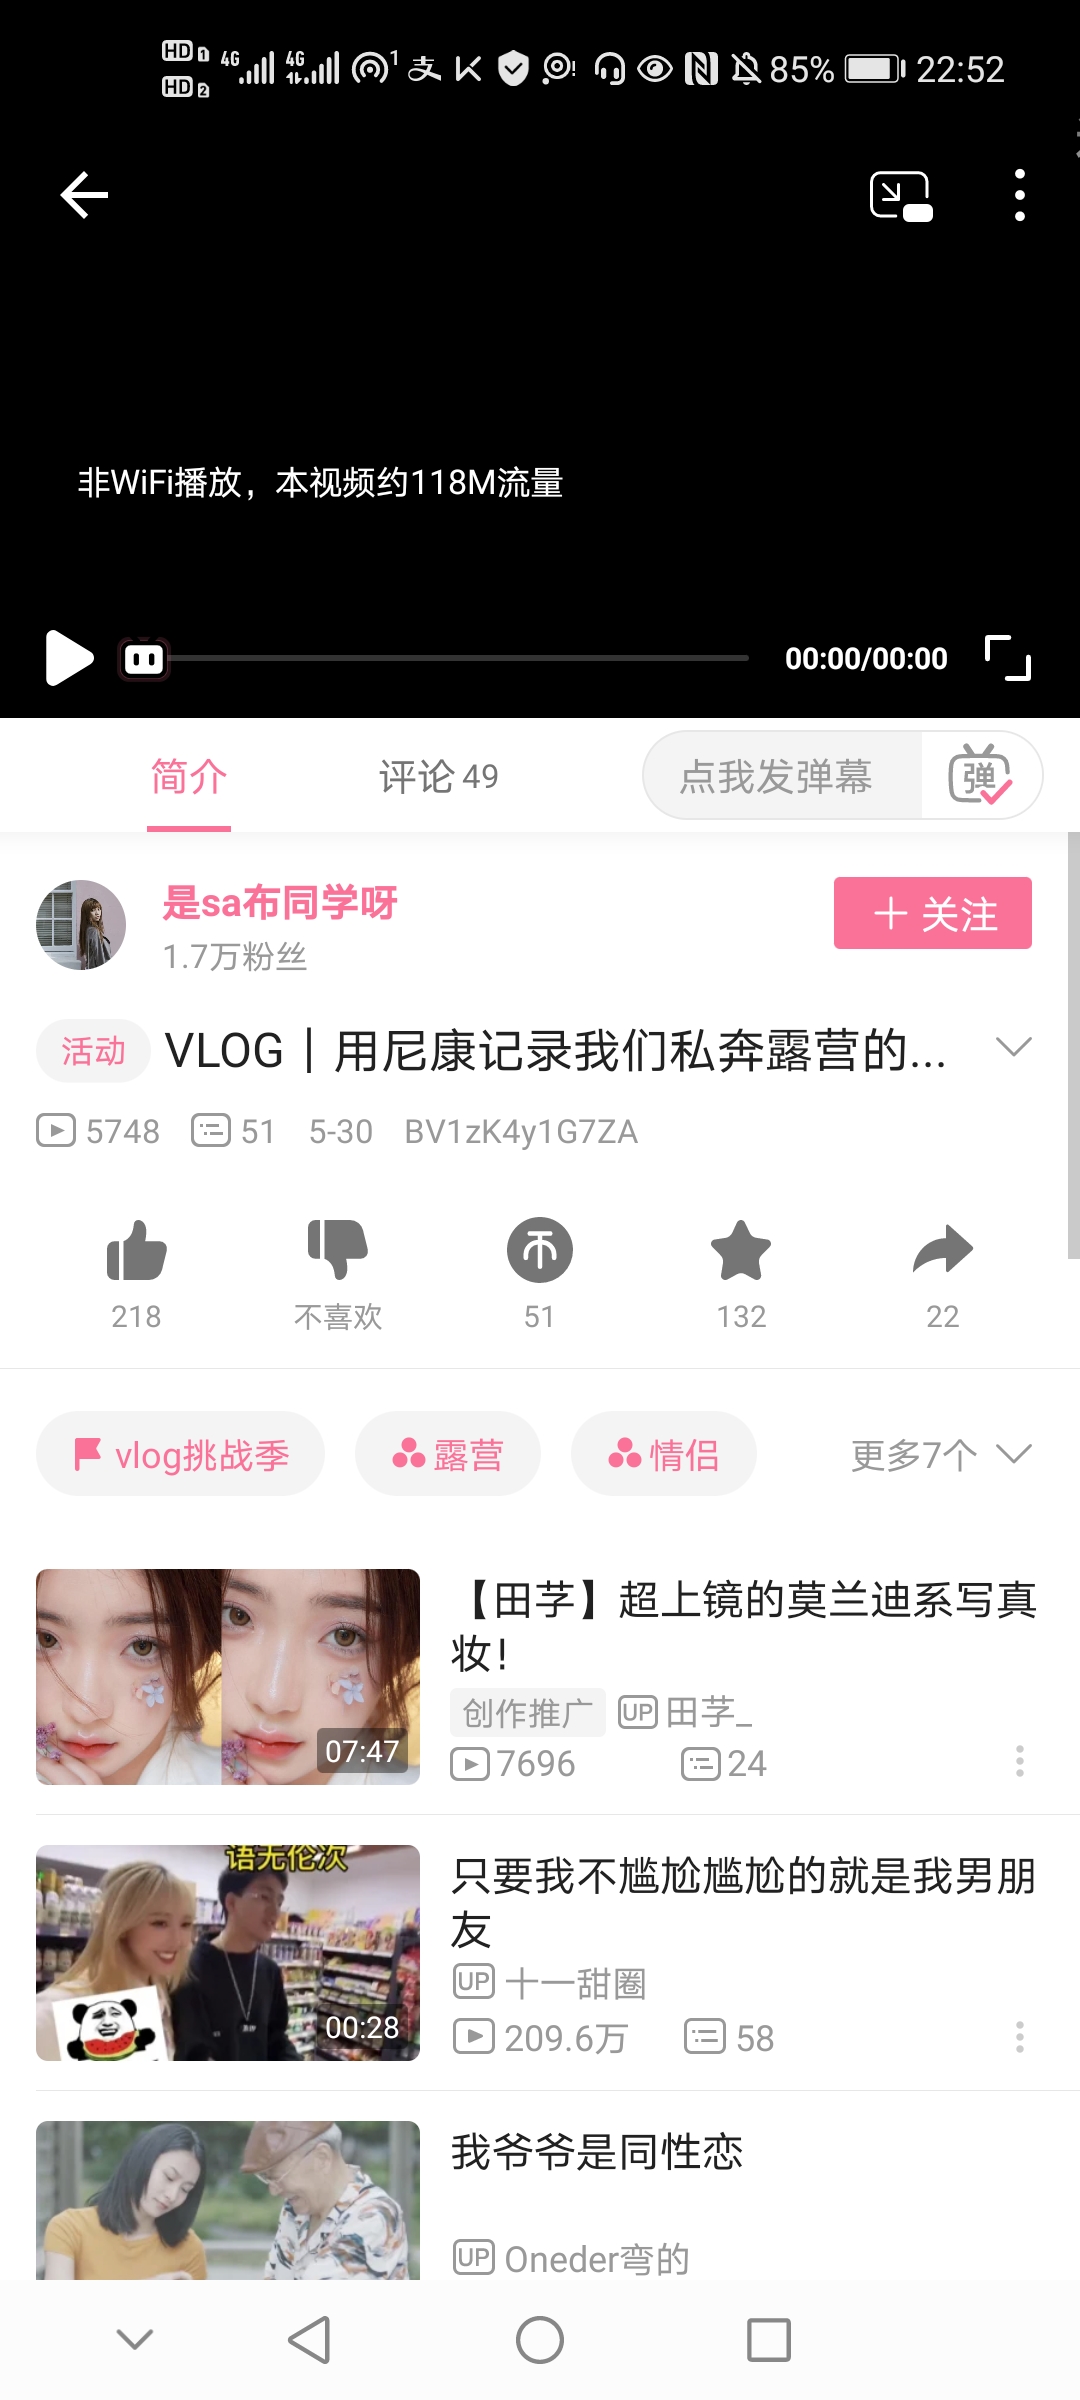 HD 1 4G 4G 1 支 85% 22:52
HD 2
非WiFi播放，本视频约118M流量
00:00/00:00
简介 评论 49 点我发弹幕 弹
是sa布同学呀
1.7万粉丝
+ 关注
活动 VLOG｜用尼康记录我们私奔露营的...
5748 51 5-30 BV1zK4y1G7ZA
218 不喜欢 51 132 22
vlog挑战季 露营 情侣 更多7个
【田芓】超上镜的莫兰迪系写真
妆！
创作推广 UP 田芓_
07:47
7696 24
语无伦次
只要我不尴尬尴尬的就是我男朋
友
UP 十一甜圈
00:28
209.6万 58
我爷爷是同性恋
UP Oneder弯的